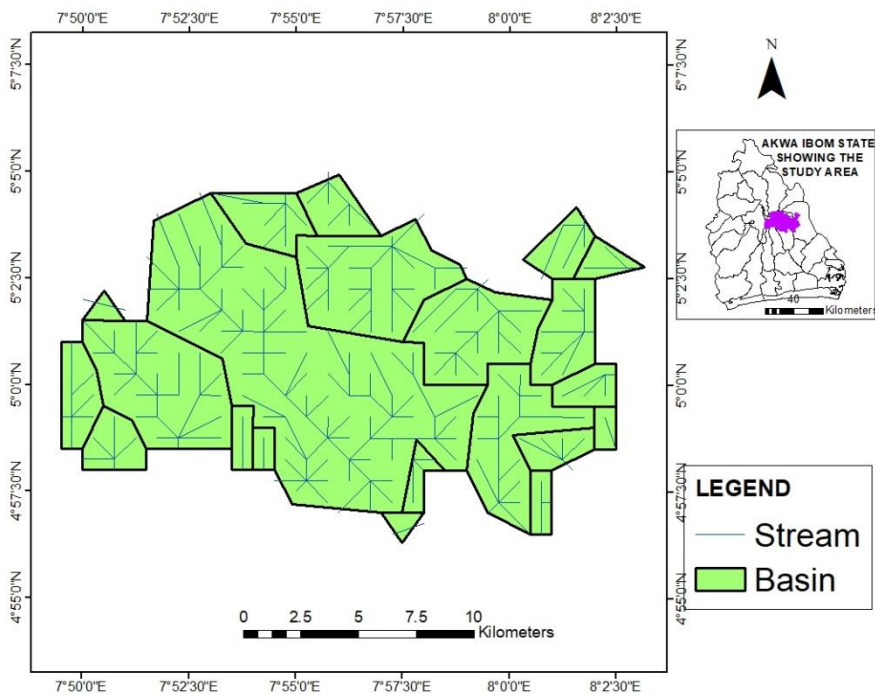 7°50'0"E 7°52'30"E 7°55'0"E 7°57'30"E 8°0'0"E 8°2'30"E
5°7'30"N 5°7'30"N
5°5'0"N 5°5'0"N
5°2'30"N 5°2'30"N
5°0'0"N 5°0'0"N
4°57'30"N 4°57'30"N
4°55'0"N 4°55'0"N
0 2.5 5 7.5 10
Kilometers
7°50'0"E 7°52'30"E 7°55'0"E 7°57'30"E 8°0'0"E 8°2'30"E
N
AKWA IBOM STATE
SHOWING THE
STUDY AREA
40
Kilometers
LEGEND
Stream
Basin